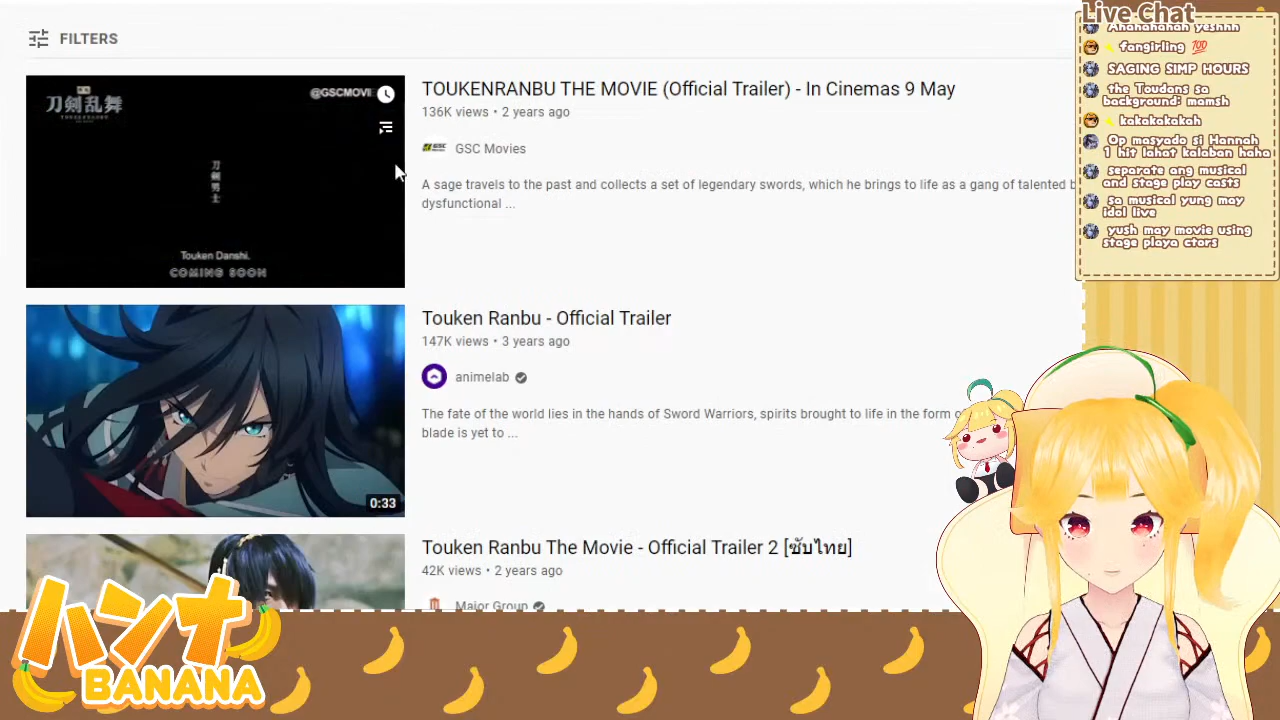 FILTERS
刀剣乱舞
@GSCMOVI
刀剣男士
Touken Danshi.
COMING SOON
TOUKENRANBU THE MOVIE (Official Trailer) - In Cinemas 9 May
136K views • 2 years ago
GSC Movies
A sage travels to the past and collects a set of legendary swords, which he brings to life as a gang of talented b
dysfunctional ...
0:33
Touken Ranbu - Official Trailer
147K views • 3 years ago
animelab
The fate of the world lies in the hands of Sword Warriors, spirits brought to life in the form o
blade is yet to ...
Touken Ranbu The Movie - Official Trailer 2 [ซับไทย]
42K views • 2 years ago
Major Group
Live Chat
Ahahahahah yeshhh
fangirling 💯
SAGING SIMP HOURS
the Toudans sa
background: mamsh
kakakakakah
Op masyado si Hannah
1 hit lahat kalaban haha
separate ang musical
and stage play casts
sa musical yung may
idol live
yush may movie using
stage playa ctors
ハンナ
BANANA